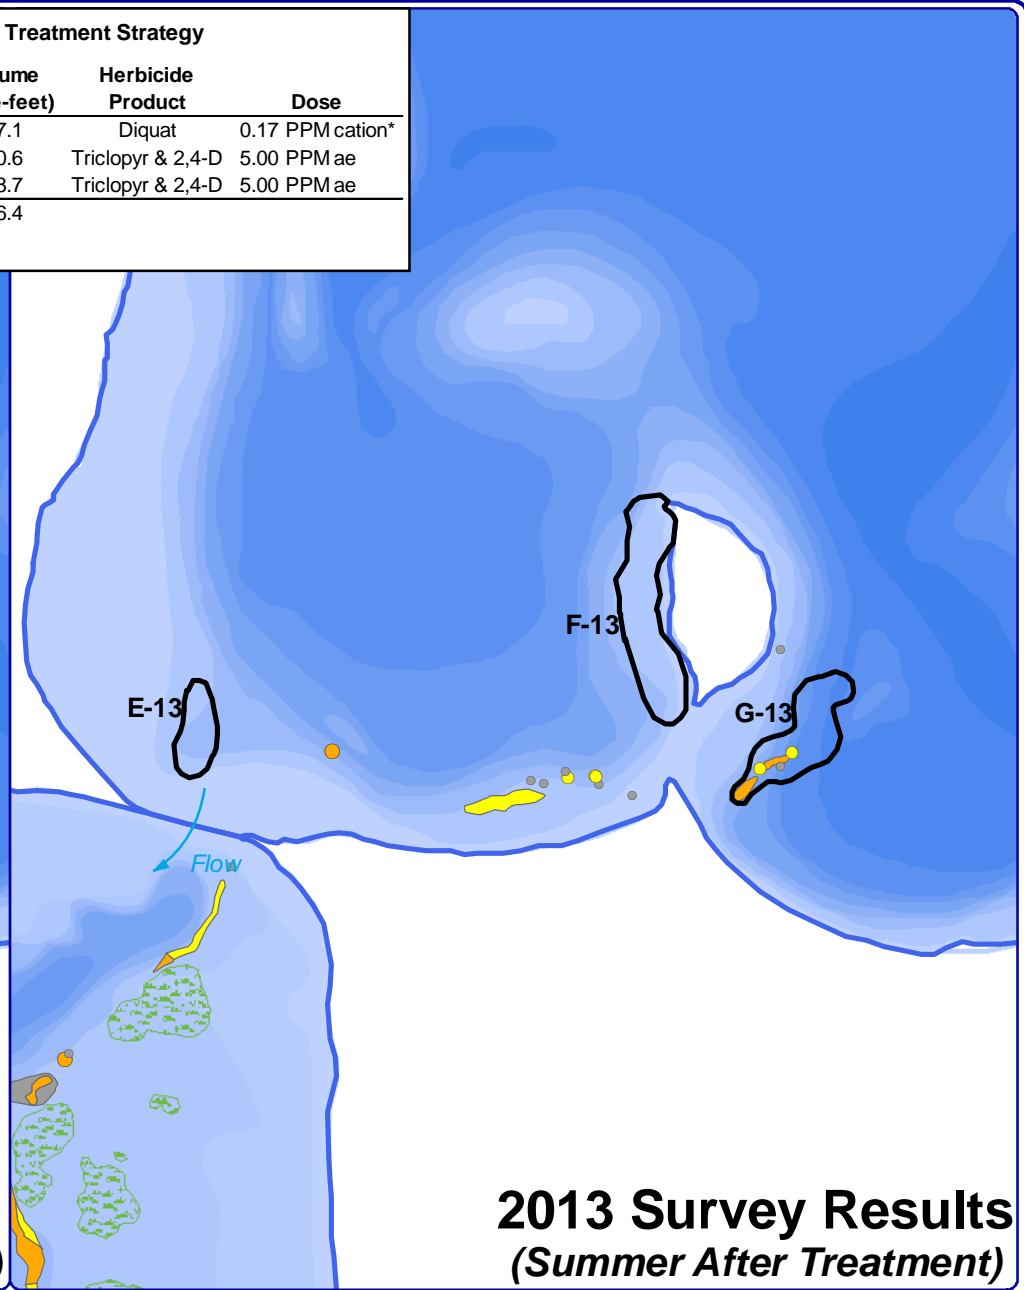 Treatment Strategy
ume Herbicide
-feet) Product Dose
7.1 Diquat 0.17 PPM cation*
0.6 Triclopyr & 2,4-D 5.00 PPM ae
3.7 Triclopyr & 2,4-D 5.00 PPM ae
6.4
F-13
E-13
G-13
Flow
2013 Survey Results
(Summer After Treatment)
)